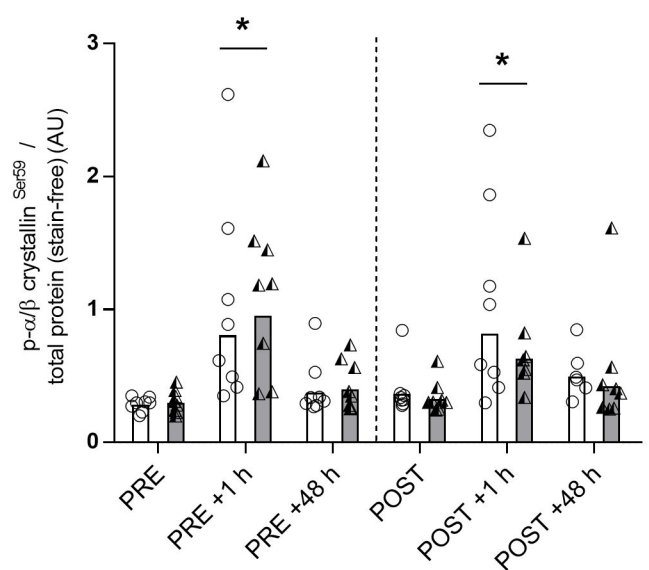 p-α/β crystallin Ser59 /
total protein (stain-free) (AU)
3
2
1
0
*
*
PRE
PRE +1 h
PRE +48 h
POST
POST +1 h
POST +48 h